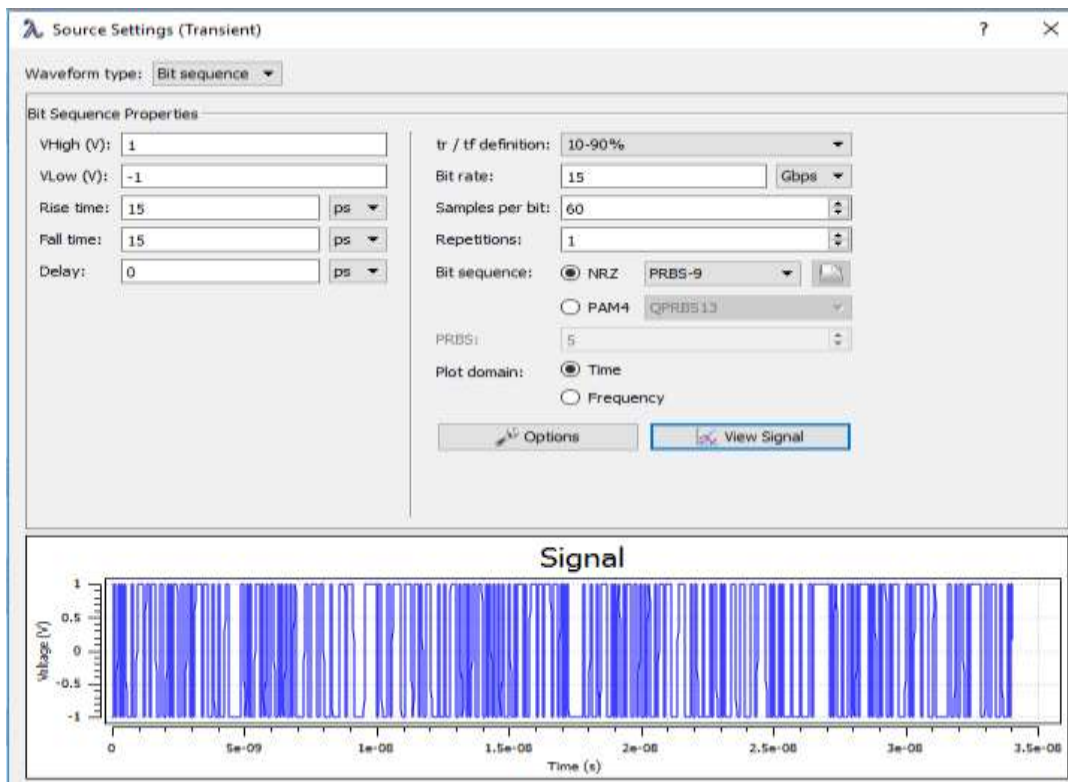 Source Settings (Transient)
?
Waveform type: Bit sequence
Bit Sequence Properties
VHigh (V): 1
VLow (V): -1
Rise time: 15 ps
Fall time: 15 ps
Delay: 0 ps
tr / tf definition: 10-90%
Bit rate: 15 Gbps
Samples per bit: 60
Repetitions: 1
Bit sequence: NRZ PRBS-9
PAM4 QPRBS13
PRBS: 5
Plot domain: Time
Frequency
Options View Signal
Signal
Voltage (V)
1
0.5
0
-0.5
-1
0 5e-09 1e-08 1.5e-08 2e-08 2.5e-08 3e-08 3.5e-08
Time (s)